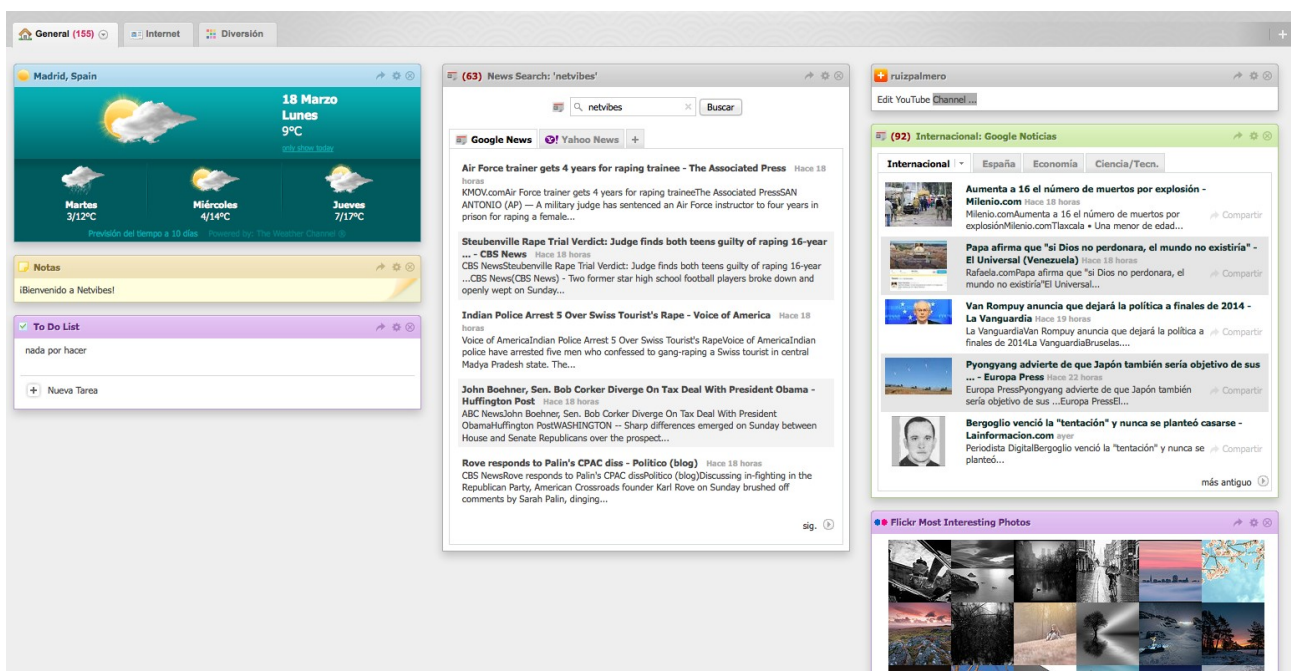 General (155)
Internet
Diversión
Madrid, Spain
18 Marzo
Lunes
9ºC
only show today
Martes
3/12ºC
Miércoles
4/14ºC
Jueves
7/17ºC
Previsión del tiempo a 10 días Powered by: The Weather Channel ®
Notas
¡Bienvenido a Netvibes!
To Do List
nada por hacer
+ Nueva Tarea
(63) News Search: 'netvibes'
netvibes
Buscar
Google News
Yahoo News
+
Air Force trainer gets 4 years for raping trainee - The Associated Press Hace 18
horas
KMOV.comAir Force trainer gets 4 years for raping traineeThe Associated PressSAN
ANTONIO (AP) — A military judge has sentenced an Air Force instructor to four years in
prison for raping a female...
Steubenville Rape Trial Verdict: Judge finds both teens guilty of raping 16-year
... - CBS News Hace 18 horas
CBS NewsSteubenville Rape Trial Verdict: Judge finds both teens guilty of raping 16-year
...CBS News(CBS News) - Two former star high school football players broke down and
openly wept on Sunday...
Indian Police Arrest 5 Over Swiss Tourist's Rape - Voice of America Hace 18
horas
Voice of AmericaIndian Police Arrest 5 Over Swiss Tourist's RapeVoice of AmericaIndian
police have arrested five men who confessed to gang-raping a Swiss tourist in central
Madya Pradesh state. The...
John Boehner, Sen. Bob Corker Diverge On Tax Deal With President Obama -
Huffington Post Hace 18 horas
ABC NewsJohn Boehner, Sen. Bob Corker Diverge On Tax Deal With President
ObamaHuffington PostWASHINGTON -- Sharp differences emerged on Sunday between
House and Senate Republicans over the prospect...
Rove responds to Palin's CPAC diss - Politico (blog) Hace 18 horas
CBS NewsRove responds to Palin's CPAC dissPolitico (blog)Discussing in-fighting in the
Republican Party, American Crossroads founder Karl Rove on Sunday brushed off
comments by Sarah Palin, dinging...
sig.
ruizpalmero
Edit YouTube Channel ...
(92) Internacional: Google Noticias
Internacional
España
Economía
Ciencia/Tecn.
Aumenta a 16 el número de muertos por explosión -
Milenio.com Hace 18 horas
Milenio.comAumenta a 16 el número de muertos por
explosiónMilenio.comTlaxcala • Una menor de edad...
Compartir
Papa afirma que "si Dios no perdonara, el mundo no existiría" -
El Universal (Venezuela) Hace 18 horas
Rafaela.comPapa afirma que "si Dios no perdonara, el
mundo no existiría"El Universal...
Compartir
Van Rompuy anuncia que dejará la política a finales de 2014 -
La Vanguardia Hace 19 horas
La VanguardiaVan Rompuy anuncia que dejará la política a
finales de 2014La VanguardiaBruselas....
Compartir
Pyongyang advierte de que Japón también sería objetivo de sus
... - Europa Press Hace 22 horas
Europa PressPyongyang advierte de que Japón también
sería objetivo de sus ...Europa PressEl...
Compartir
Bergoglio venció la "tentación" y nunca se planteó casarse -
Lainformacion.com ayer
Periodista DigitalBergoglio venció la "tentación" y nunca se
planteó...
Compartir
más antiguo
Flickr Most Interesting Photos